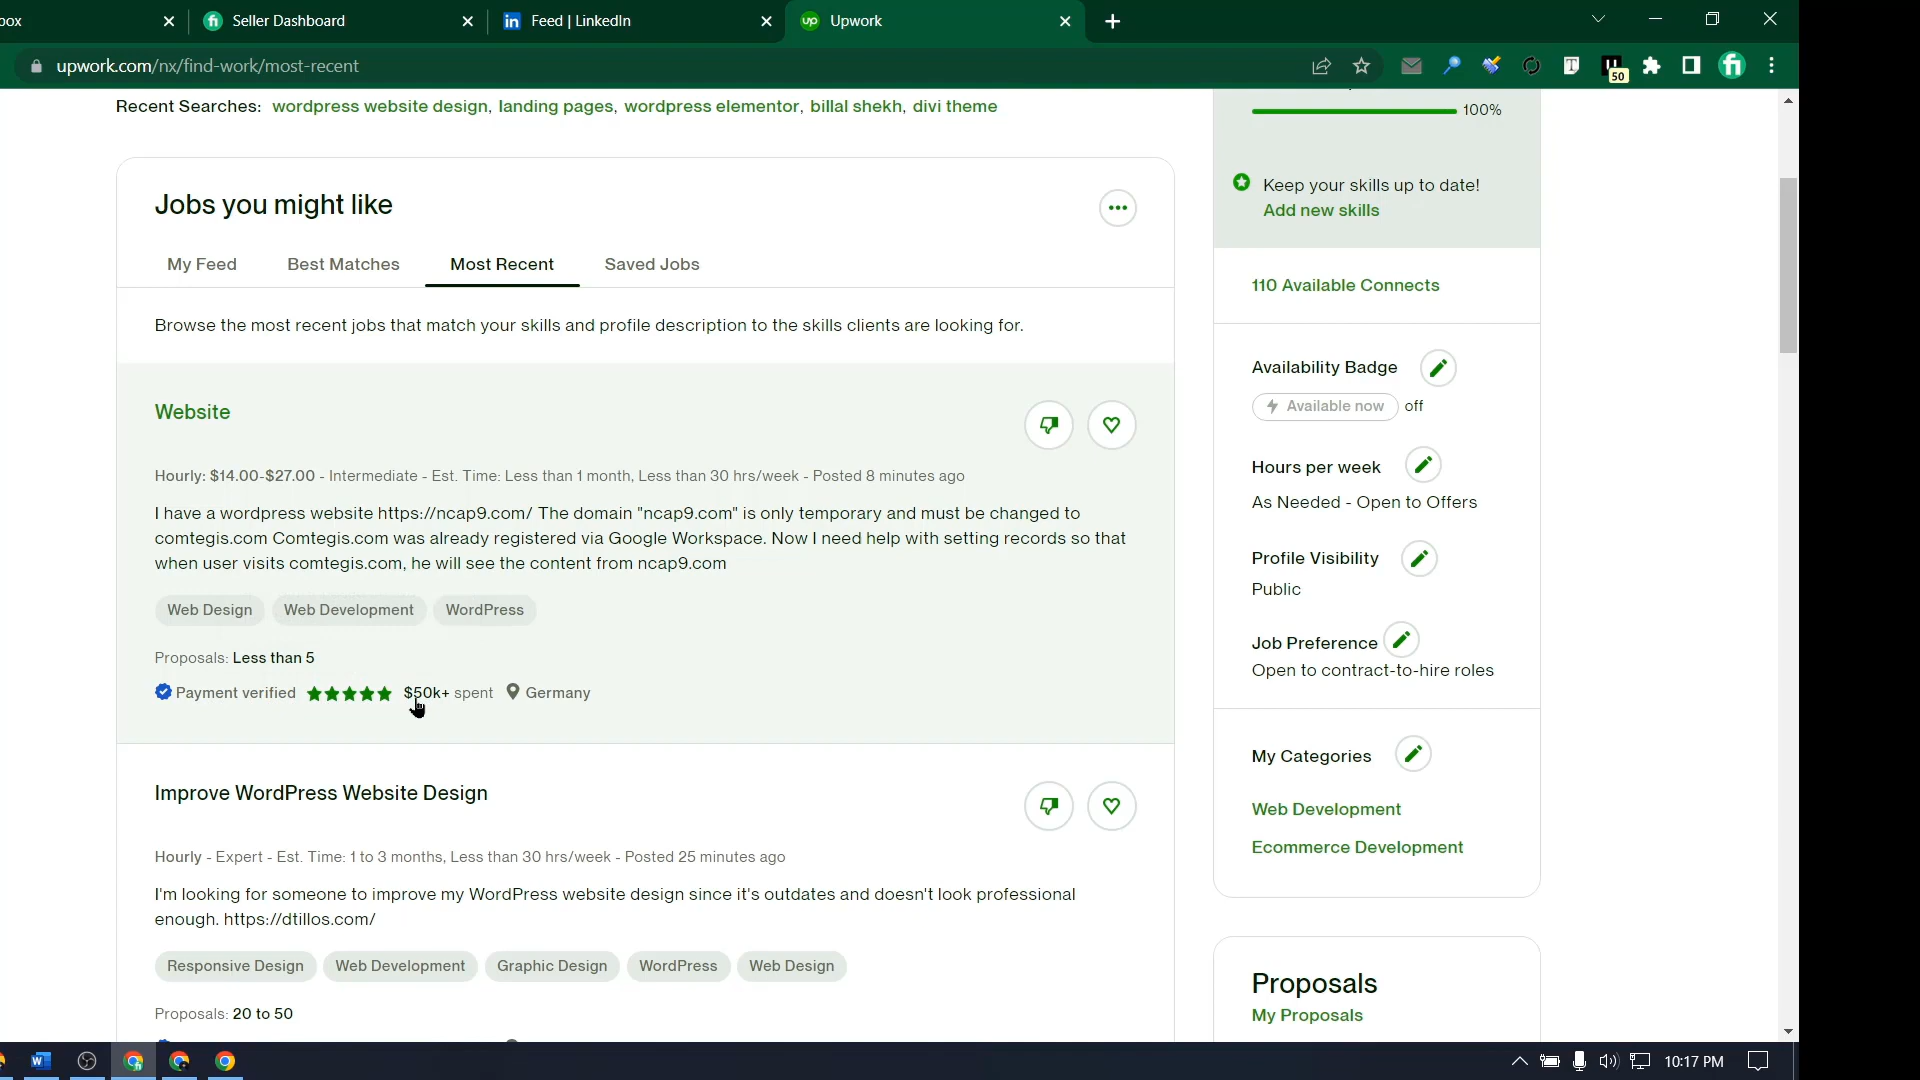 box
Seller Dashboard
Feed | LinkedIn
Upwork
upwork.com/nx/find-work/most-recent
50
Recent Searches: wordpress website design, landing pages, wordpress elementor, billal shekh, divi theme
100%
Jobs you might like
Keep your skills up to date!
Add new skills
My Feed
Best Matches
Most Recent
Saved Jobs
110 Available Connects
Browse the most recent jobs that match your skills and profile description to the skills clients are looking for.
Availability Badge
Available now off
Website
Hours per week
As Needed - Open to Offers
Hourly: $14.00-$27.00 - Intermediate - Est. Time: Less than 1 month, Less than 30 hrs/week - Posted 8 minutes ago
I have a wordpress website https://ncap9.com/ The domain "ncap9.com" is only temporary and must be changed to
comtegis.com Comtegis.com was already registered via Google Workspace. Now I need help with setting records so that
when user visits comtegis.com, he will see the content from ncap9.com
Profile Visibility
Public
Web Design
Web Development
WordPress
Job Preference
Open to contract-to-hire roles
Proposals: Less than 5
Payment verified
$50k+ spent
Germany
My Categories
Web Development
Ecommerce Development
Improve WordPress Website Design
Hourly - Expert - Est. Time: 1 to 3 months, Less than 30 hrs/week - Posted 25 minutes ago
I'm looking for someone to improve my WordPress website design since it's outdates and doesn't look professional
enough. https://dtillos.com/
Responsive Design
Web Development
Graphic Design
WordPress
Web Design
Proposals: 20 to 50
Proposals
My Proposals
10:17 PM